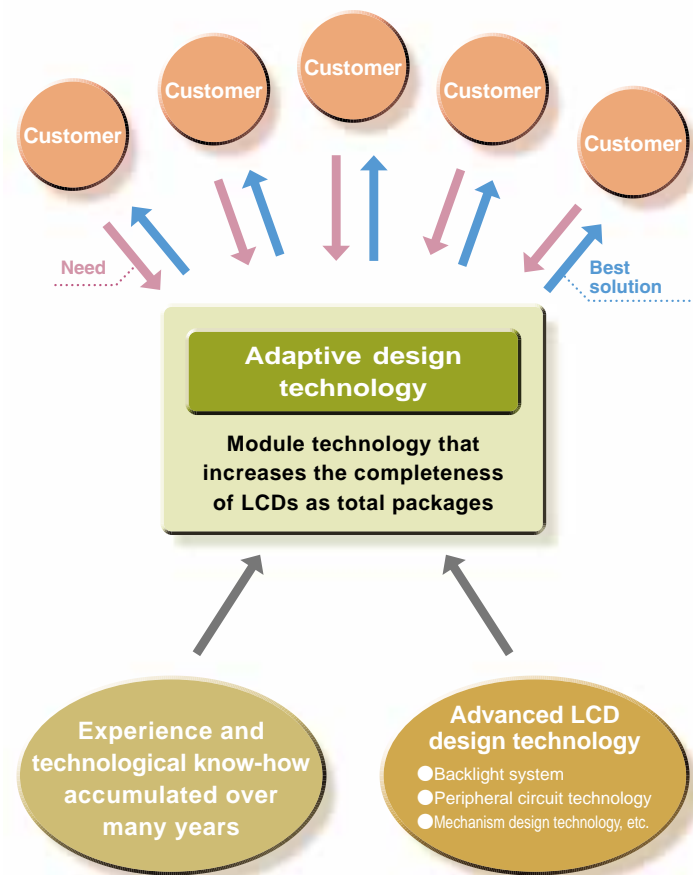 Customer
Customer
Customer
Customer
Customer
Need
Best
solution
Adaptive design
technology
Module technology that
increases the completeness
of LCDs as total packages
Experience and
technological know-how
accumulated over
many years
Advanced LCD
design technology
●Backlight system
●Peripheral circuit technology
●Mechanism design technology, etc.